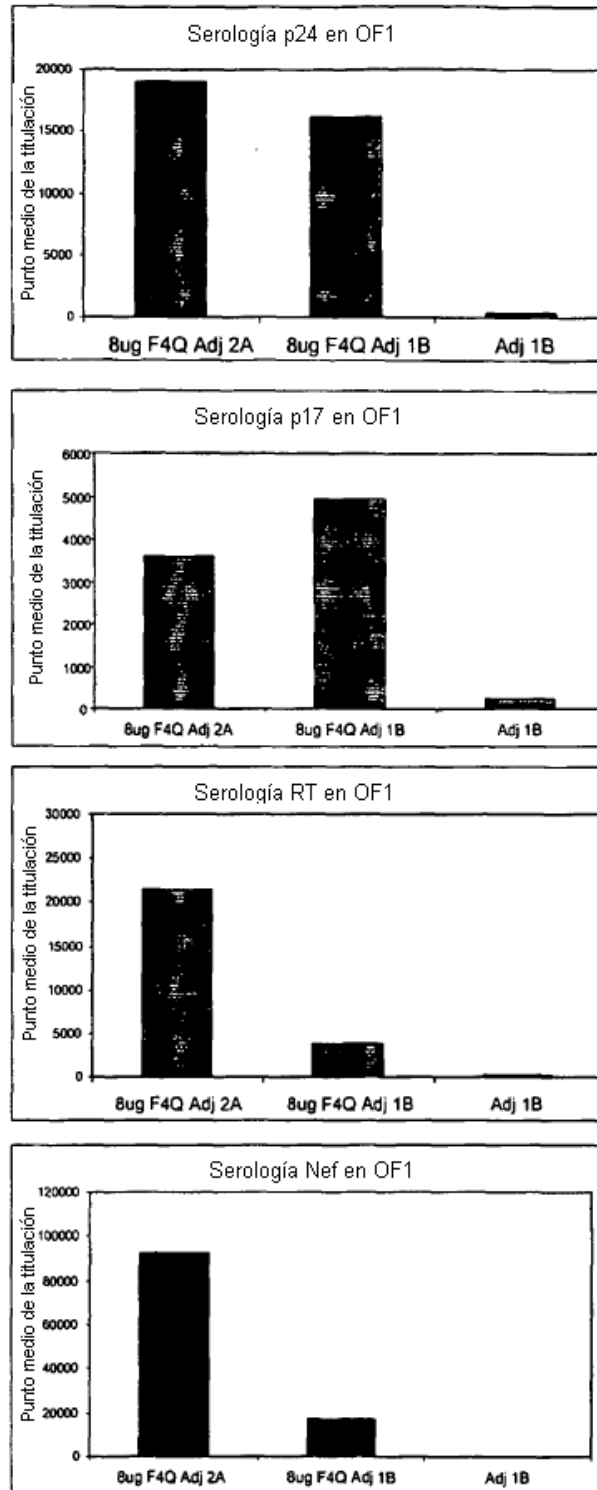 Serología p24 en OF1
Punto medio de la titulación
20000
15000
10000
5000
0
8ug F4Q Adj 2A
8ug F4Q Adj 1B
Adj 1B
Serología p17 en OF1
Punto medio de la titulación
6000
5000
4000
3000
2000
1000
0
8ug F4Q Adj 2A
8ug F4Q Adj 1B
Adj 1B
Serología RT en OF1
Punto medio de la titulación
30000
25000
20000
15000
10000
5000
0
8ug F4Q Adj 2A
8ug F4Q Adj 1B
Adj 1B
Serología Nef en OF1
Punto medio de la titulación
120000
100000
80000
60000
40000
20000
0
8ug F4Q Adj 2A
8ug F4Q Adj 1B
Adj 1B